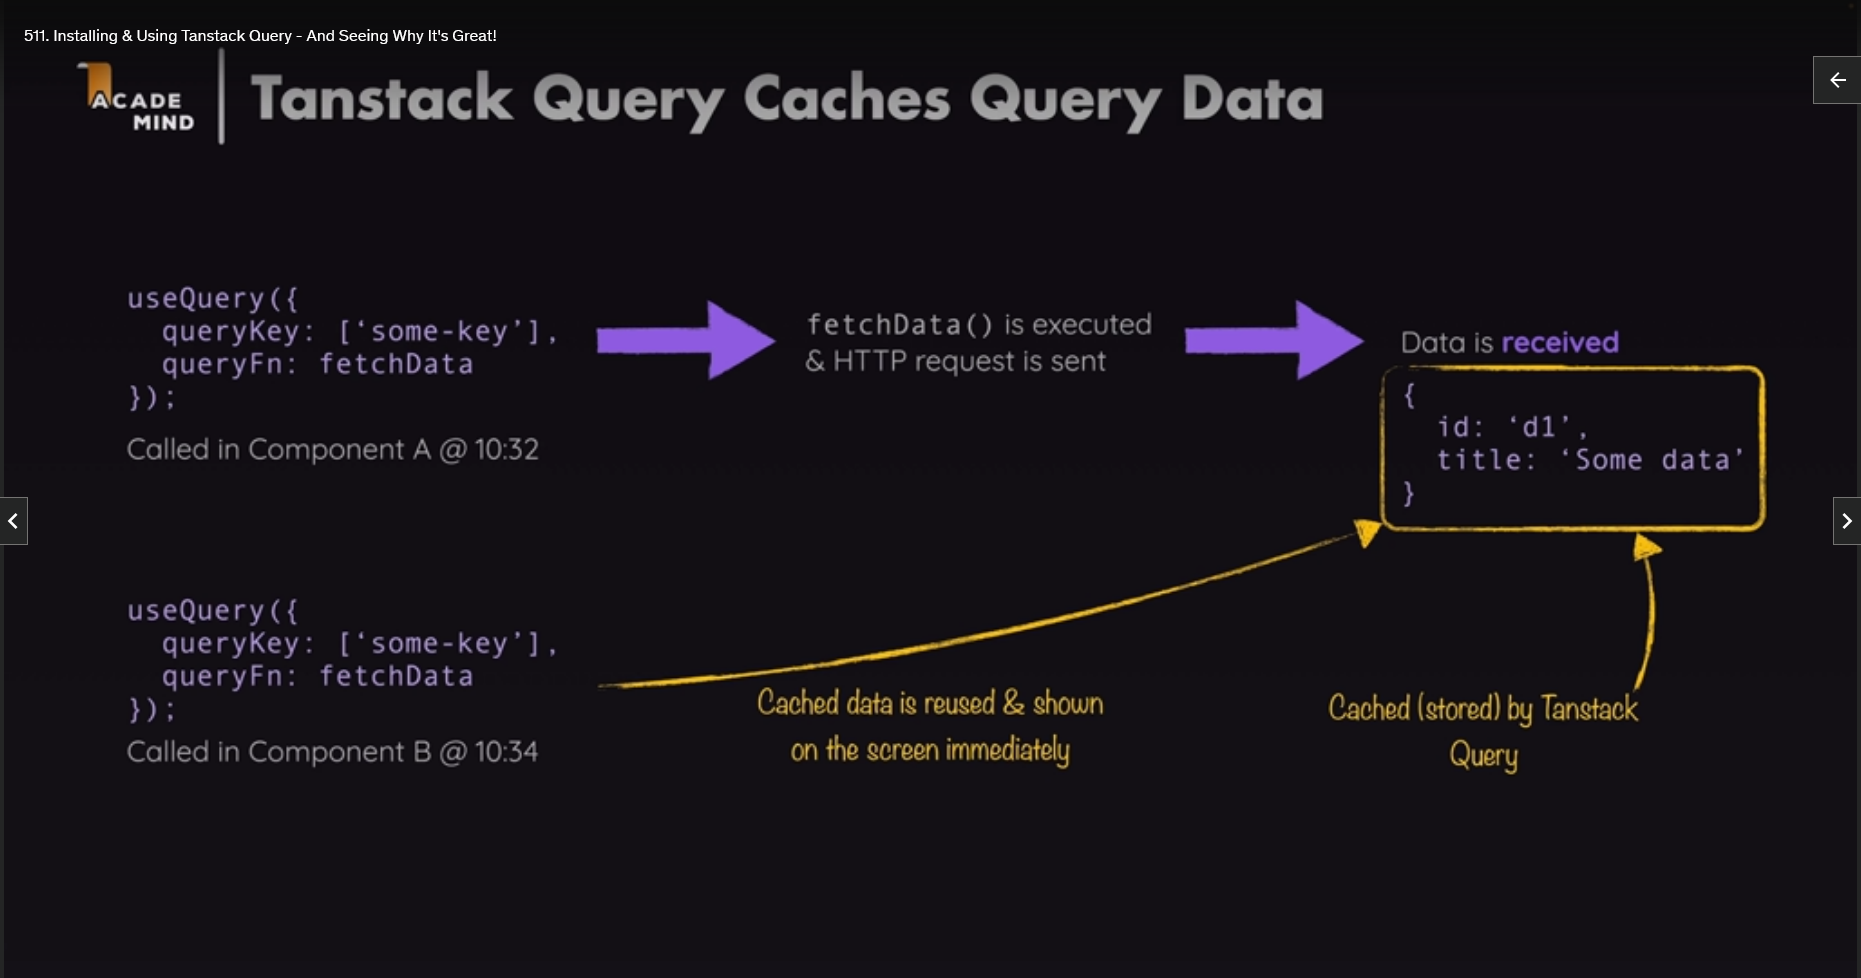 511. Installing & Using Tanstack Query - And Seeing Why It's Great!
ACADE
MIND
Tanstack Query Caches Query Data
useQuery({
queryKey: [‘some-key’],
queryFn: fetchData
});
Called in Component A @ 10:32
fetchData() is executed
& HTTP request is sent
Data is received
{
id: ‘d1’,
title: ‘Some data’
}
useQuery({
queryKey: [‘some-key’],
queryFn: fetchData
});
Called in Component B @ 10:34
Cached data is reused & shown
on the screen immediately
Cached (stored) by Tanstack
Query